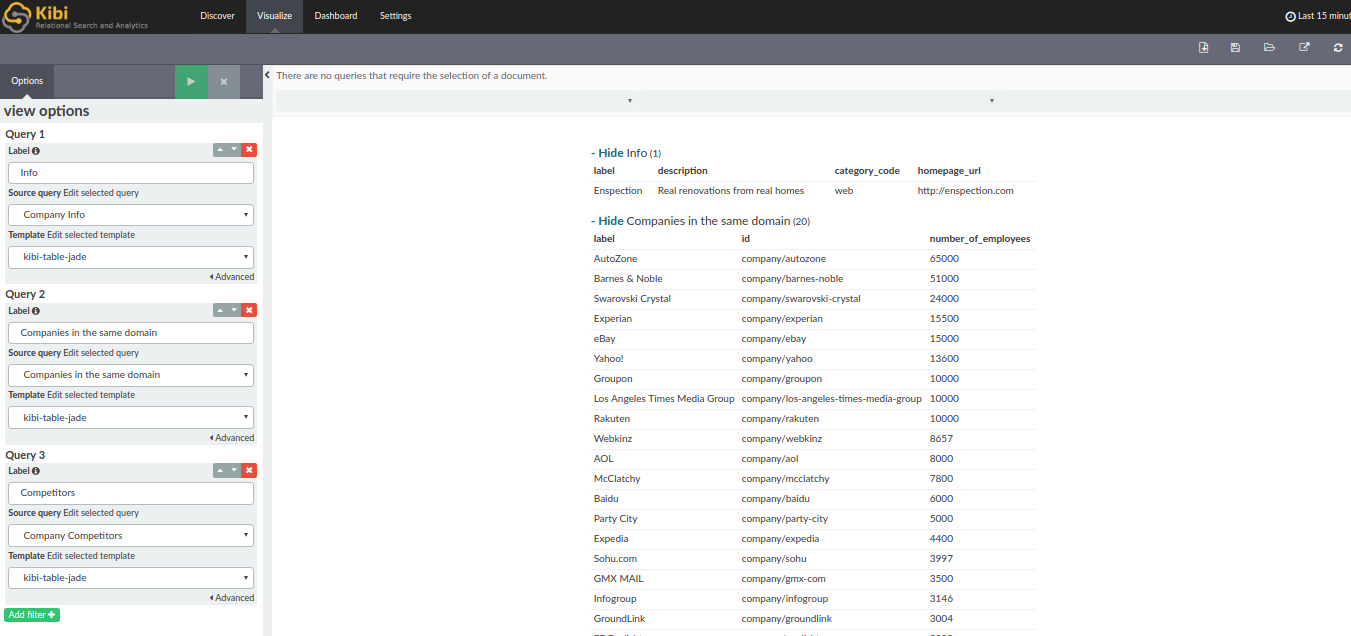 Kibi
Relational Search and Analytics
Discover Visualize Dashboard Settings
Last 15 minut
Options
There are no queries that require the selection of a document.
view options
Query 1
Label
Info
Source query Edit selected query
Company Info
Template Edit selected template
kibi-table-jade
Advanced
Query 2
Label
Companies in the same domain
Source query Edit selected query
Companies in the same domain
Template Edit selected template
kibi-table-jade
Advanced
Query 3
Label
Competitors
Source query Edit selected query
Company Competitors
Template Edit selected template
kibi-table-jade
Advanced
Add filter
- Hide Info (1)
label description category_code homepage_url
Enspection Real renovations from real homes web http://enspection.com
- Hide Companies in the same domain (20)
label id number_of_employees
AutoZone company/autozone 65000
Barnes & Noble company/barnes-noble 51000
Swarovski Crystal company/swarovski-crystal 24000
Experian company/experian 15500
eBay company/ebay 15000
Yahoo! company/yahoo 13600
Groupon company/groupon 10000
Los Angeles Times Media Group company/los-angeles-times-media-group 10000
Rakuten company/rakuten 10000
Webkinz company/webkinz 8657
AOL company/aol 8000
McClatchy company/mcclatchy 7800
Baidu company/baidu 6000
Party City company/party-city 5000
Expedia company/expedia 4400
Sohu.com company/sohu 3997
GMX MAIL company/gmx-com 3500
Infogroup company/infogroup 3146
GroundLink company/groundlink 3004